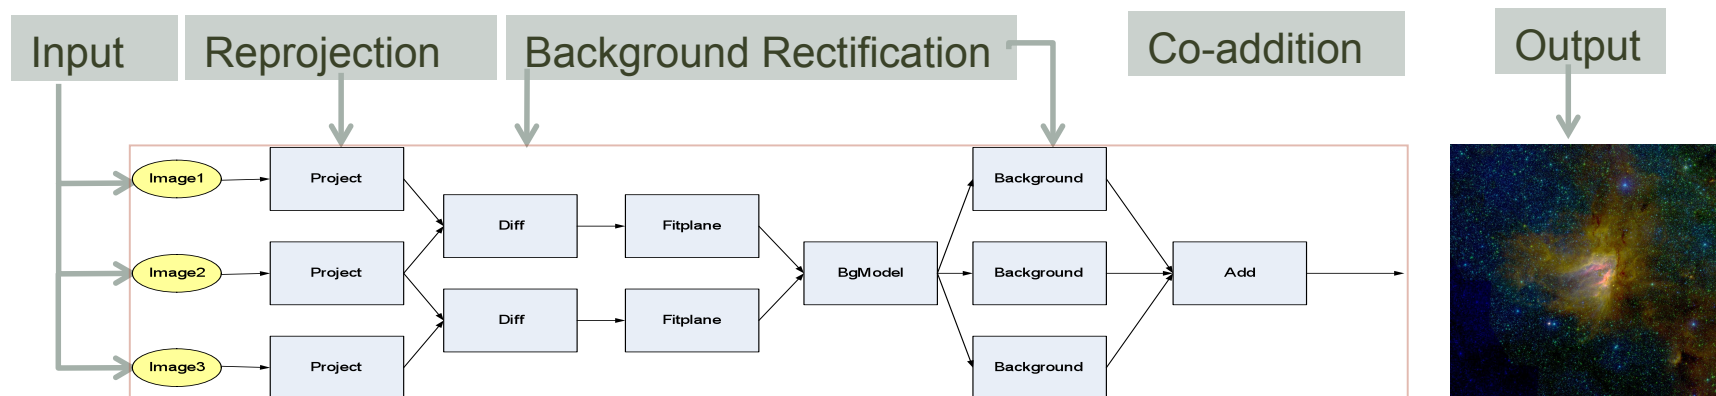 Input Reprojection Background Rectification Co-addition Output
Image1 Project Background
Diff Fitplane
Image2 Project BgModel Background Add
Diff Fitplane
Image3 Project Background